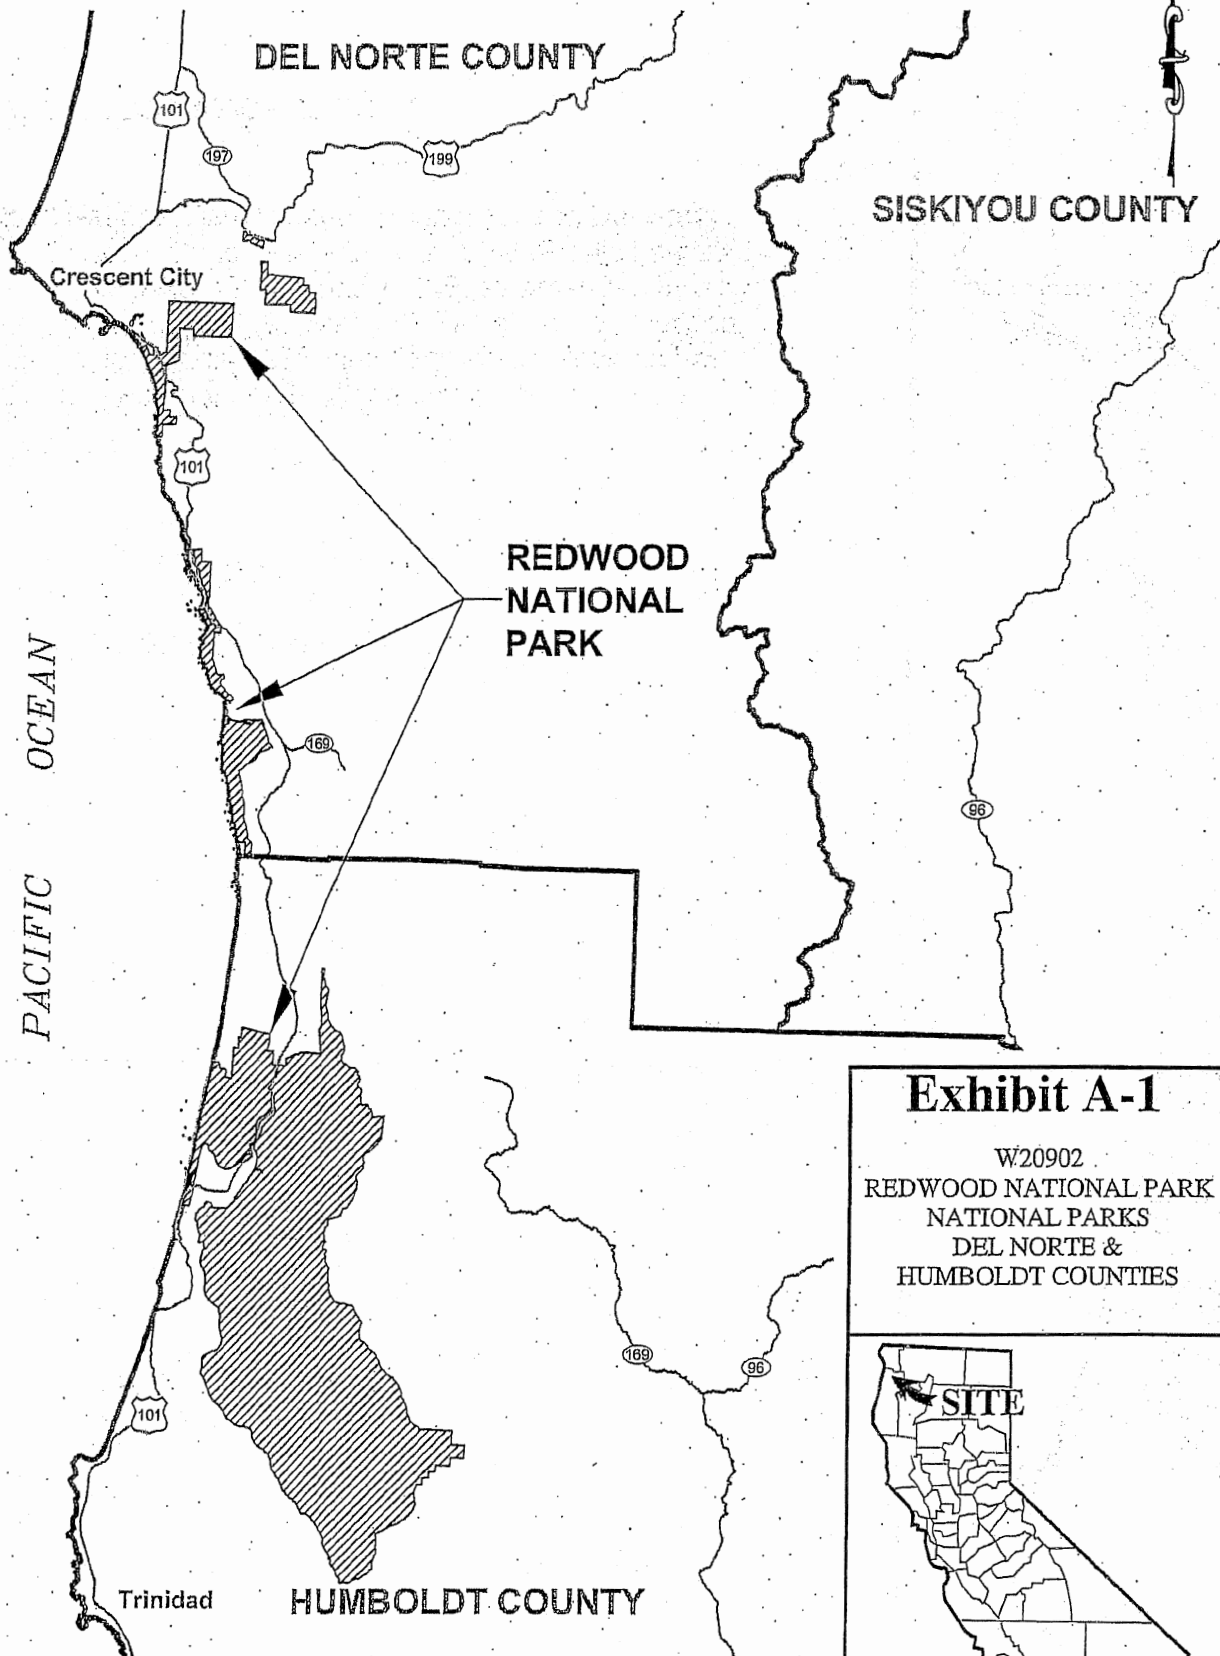 DEL NORTE COUNTY
101
197
199
SISKIYOU COUNTY
Crescent City
101
REDWOOD
NATIONAL
PARK
PACIFIC OCEAN
169
96
Exhibit A-1
W20902
REDWOOD NATIONAL PARK
NATIONAL PARKS
DEL NORTE &
HUMBOLDT COUNTIES
169
96
SITE
101
Trinidad
HUMBOLDT COUNTY